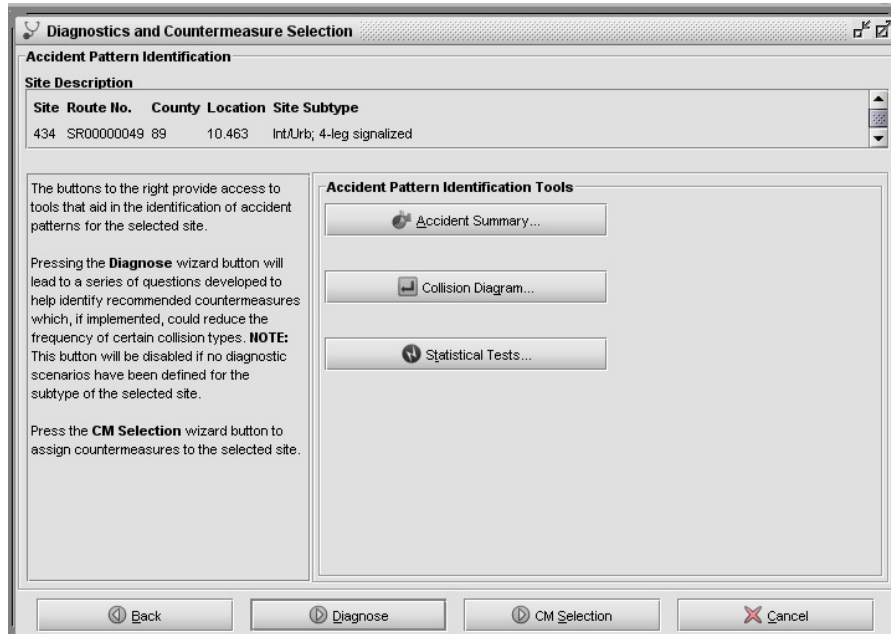 Diagnostics and Countermeasure Selection
Accident Pattern Identification
Site Description
Site Route No. County Location Site Subtype
434 SR00000049 89 10.463 Int/Urb; 4-leg signalized
The buttons to the right provide access to
tools that aid in the identification of accident
patterns for the selected site.
Pressing the Diagnose wizard button will
lead to a series of questions developed to
help identify recommended countermeasures
which, if implemented, could reduce the
frequency of certain collision types. NOTE:
This button will be disabled if no diagnostic
scenarios have been defined for the
subtype of the selected site.
Press the CM Selection wizard button to
assign countermeasures to the selected site.
Accident Pattern Identification Tools
Accident Summary...
Collision Diagram...
Statistical Tests...
Back
Diagnose
CM Selection
Cancel